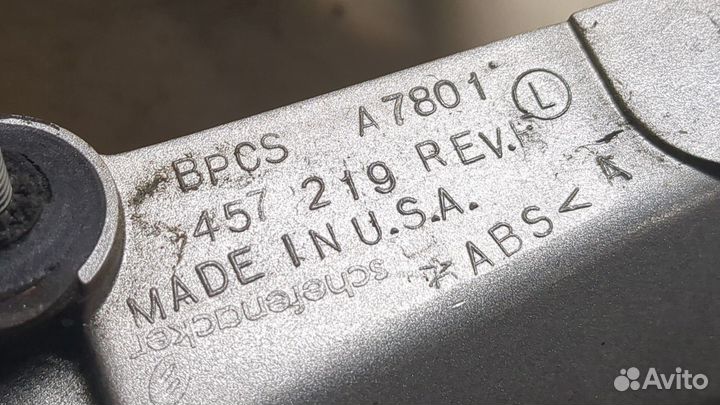 BPCS A7801 L
457 219 REV.F
MADE IN U.S.A.
schefenacker
>ABS< A
Avito